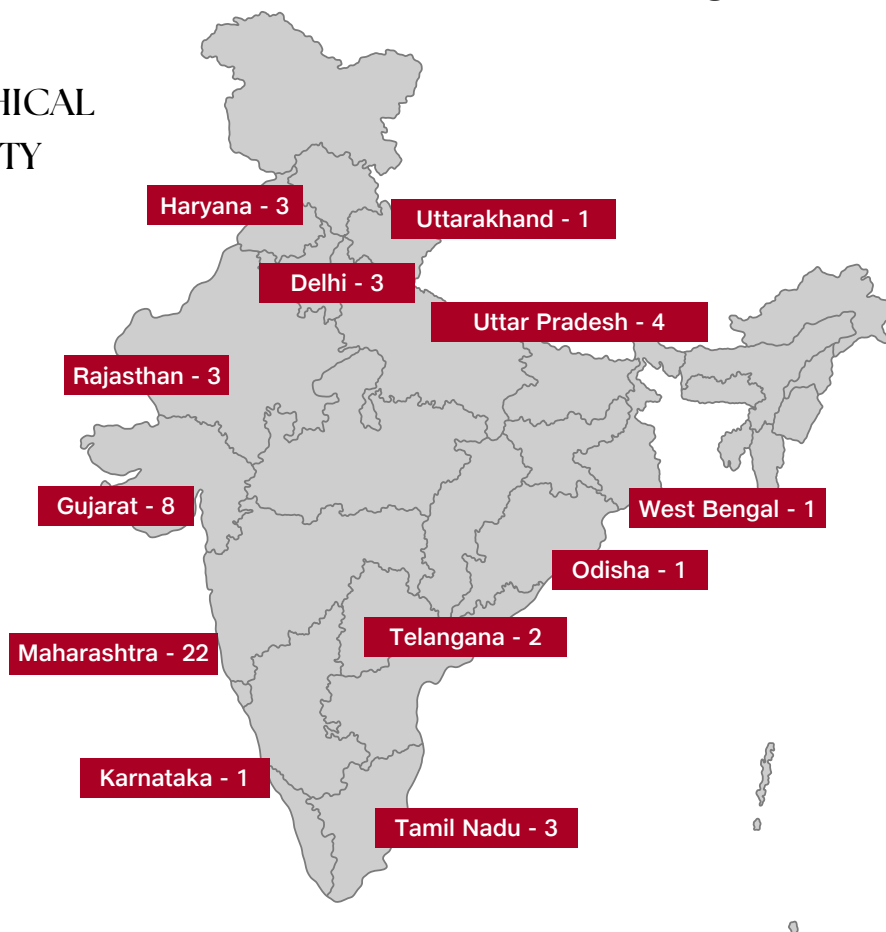 HICAL
TY
Haryana - 3
Uttarakhand - 1
Delhi - 3
Uttar Pradesh - 4
Rajasthan - 3
Gujarat - 8
West Bengal - 1
Odisha - 1
Telangana - 2
Maharashtra - 22
Karnataka - 1
Tamil Nadu - 3